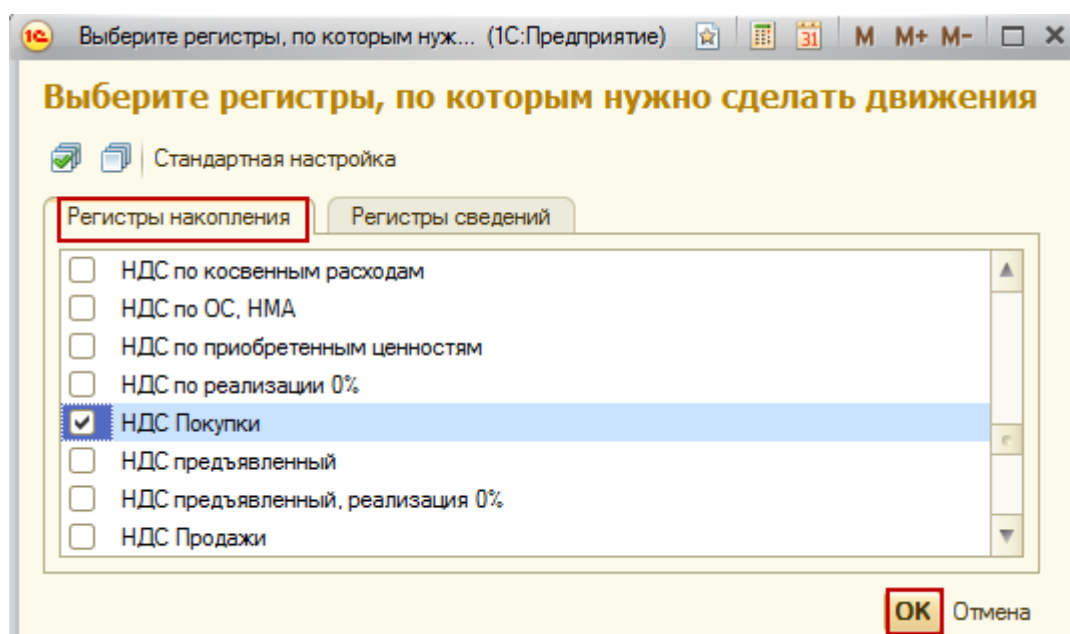 1С Выберите регистры, по которым нуж... (1С:Предприятие) 31 M M+ M-
Выберите регистры, по которым нужно сделать движения
Стандартная настройка
Регистры накопления Регистры сведений
НДС по косвенным расходам
НДС по ОС, НМА
НДС по приобретенным ценностям
НДС по реализации 0%
НДС Покупки
НДС предъявленный
НДС предъявленный, реализация 0%
НДС Продажи
ОК Отмена